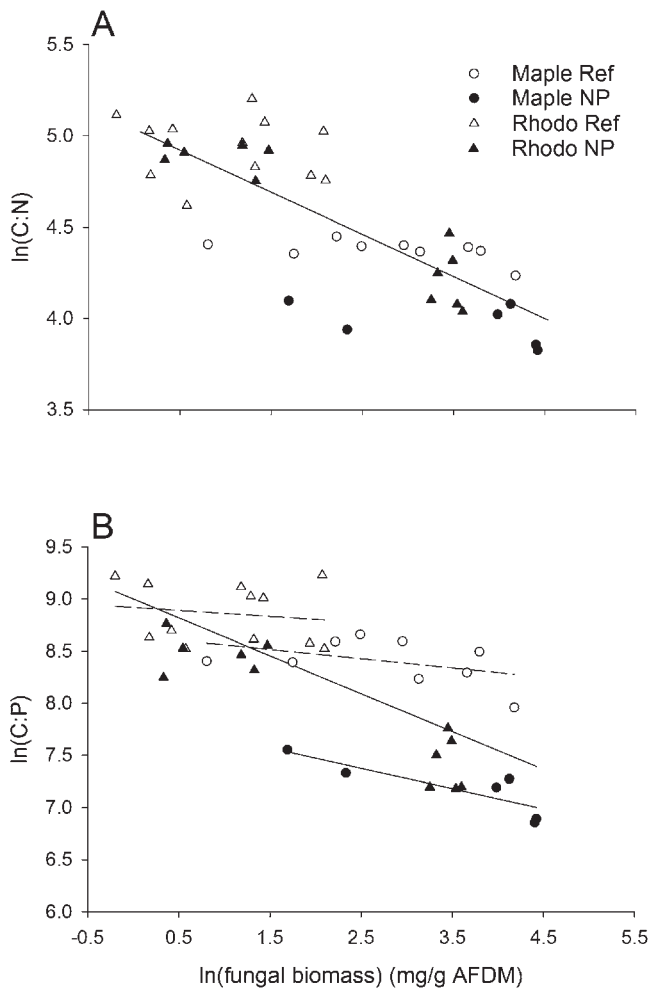 A
5.5
5.0
4.5
4.0
3.5
ln(C:N)
Maple Ref
Maple NP
Rhodo Ref
Rhodo NP
B
9.5
9.0
8.5
8.0
7.5
7.0
6.5
6.0
ln(C:P)
-0.5 0.5 1.5 2.5 3.5 4.5 5.5
ln(fungal biomass) (mg/g AFDM)